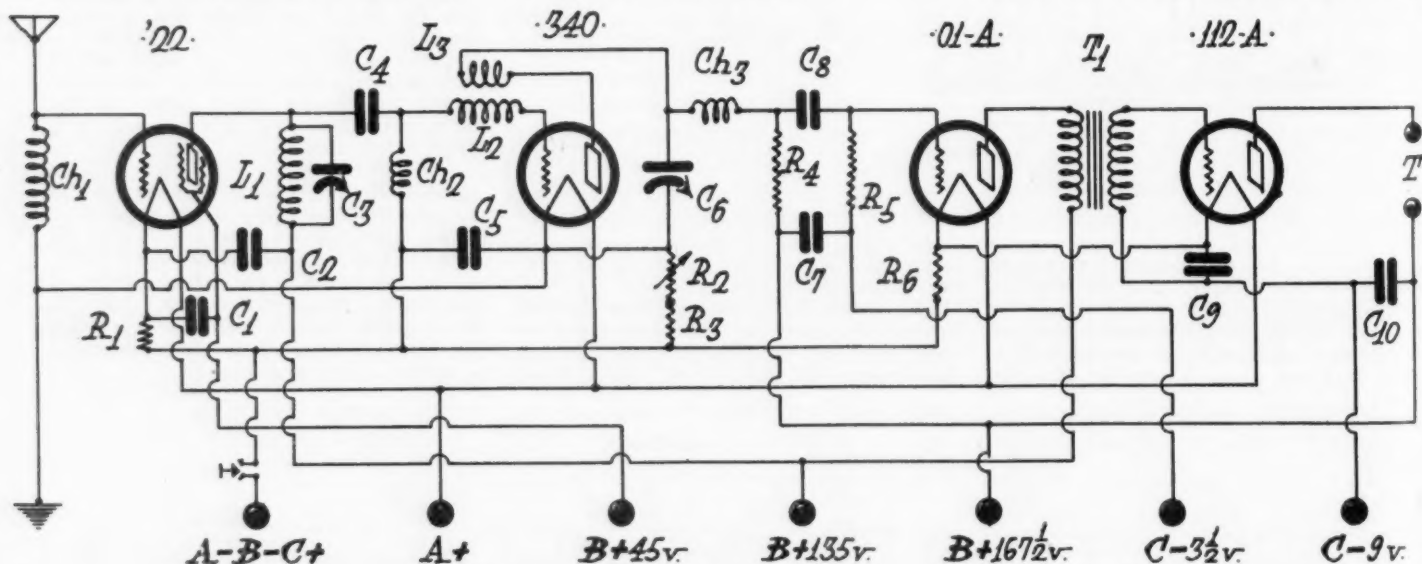 ·'22·
L3
·340·
·01-A·
T1
·112-A·
C4
Ch3
C8
L2
Ch1
L1
C3
Ch2
C5
C6
R4
R5
T
C2
R2
C7
R6
C9
C10
R1
C1
R3
A-B-C+
A+
B+45v.
B+135v.
B+167½v.
C-3½v.
C-9v.